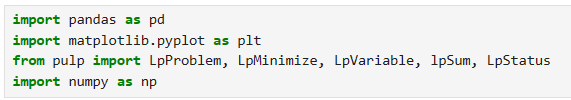 import pandas as pd
import matplotlib.pyplot as plt
from pulp import LpProblem, LpMinimize, LpVariable, lpSum, LpStatus
import numpy as np